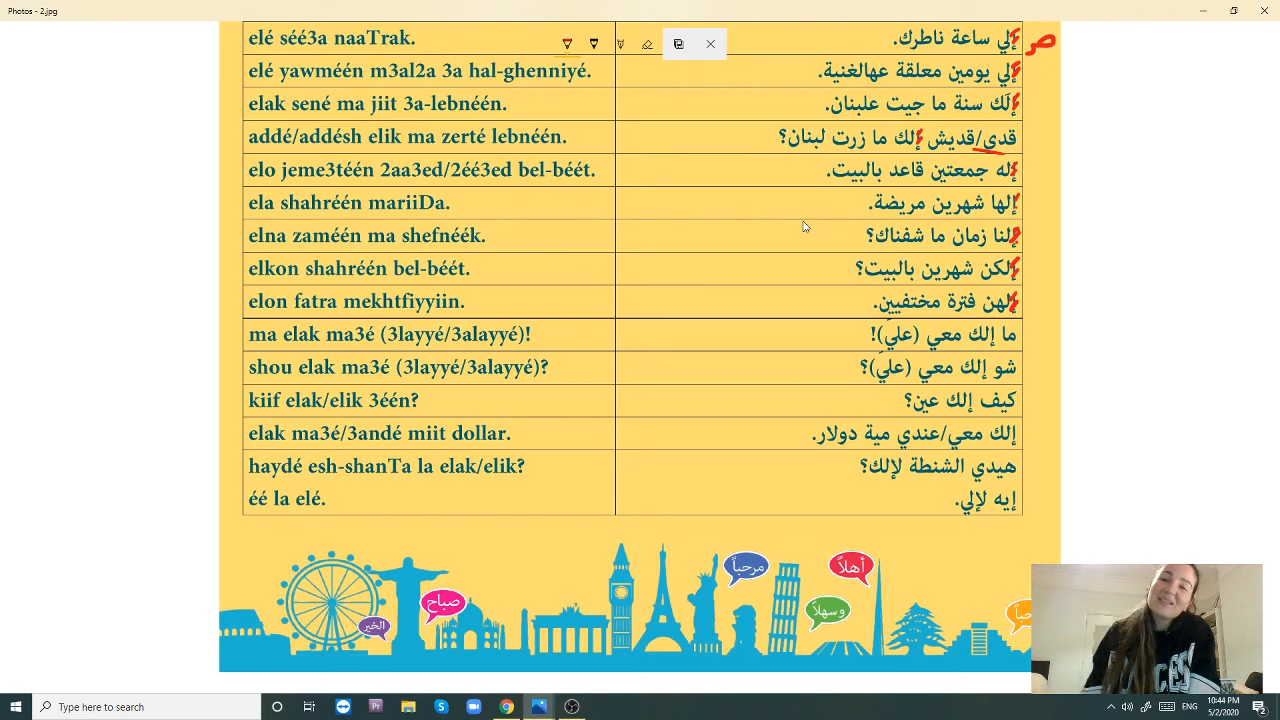 Photos - 2.jpg
elé séé3a naaTrak.
إلي ساعة ناطرك.
ص
elé yawméén m3al2a 3a hal-ghenniyé.
إلي يومين معلقة عهالغنية.
elak sené ma jiit 3a-lebnéén.
إلَك سنة ما جيت علبنان.
addé/addésh elik ma zerté lebnéén.
قدى/قديش إلك ما زرت لبنان؟
elo jeme3téén 2aa3ed/2éé3ed bel-béét.
إله جمعتين قاعد بالبيت.
ela shahréén mariiDa.
إلها شهرين مريضة.
elna zaméén ma shefnéék.
إلنا زمان ما شفناك؟
elkon shahréén bel-béét.
إلكن شهرين بالبيت؟
elon fatra mekhtfiyyiin.
إلهن فترة مختفيين.
ma elak ma3é (3layyé/3alayyé)!
ما إلك معي (علي)!
shou elak ma3é (3layyé/3alayyé)?
شو إلك معي (علي)؟
kiif elak/elik 3één?
كيف إلك عين؟
elak ma3é/3andé miit dollar.
إلك معي/عندي مية دولار.
haydé esh-shanTa la elak/elik?
هيدي الشنطة لإلك؟
éé la elé.
إيه لإلي.
مرحباً
أهلاً
صباح
الخير
وسهلاً
Type here to search
ENG
10:44 PM
5/2/2020
2